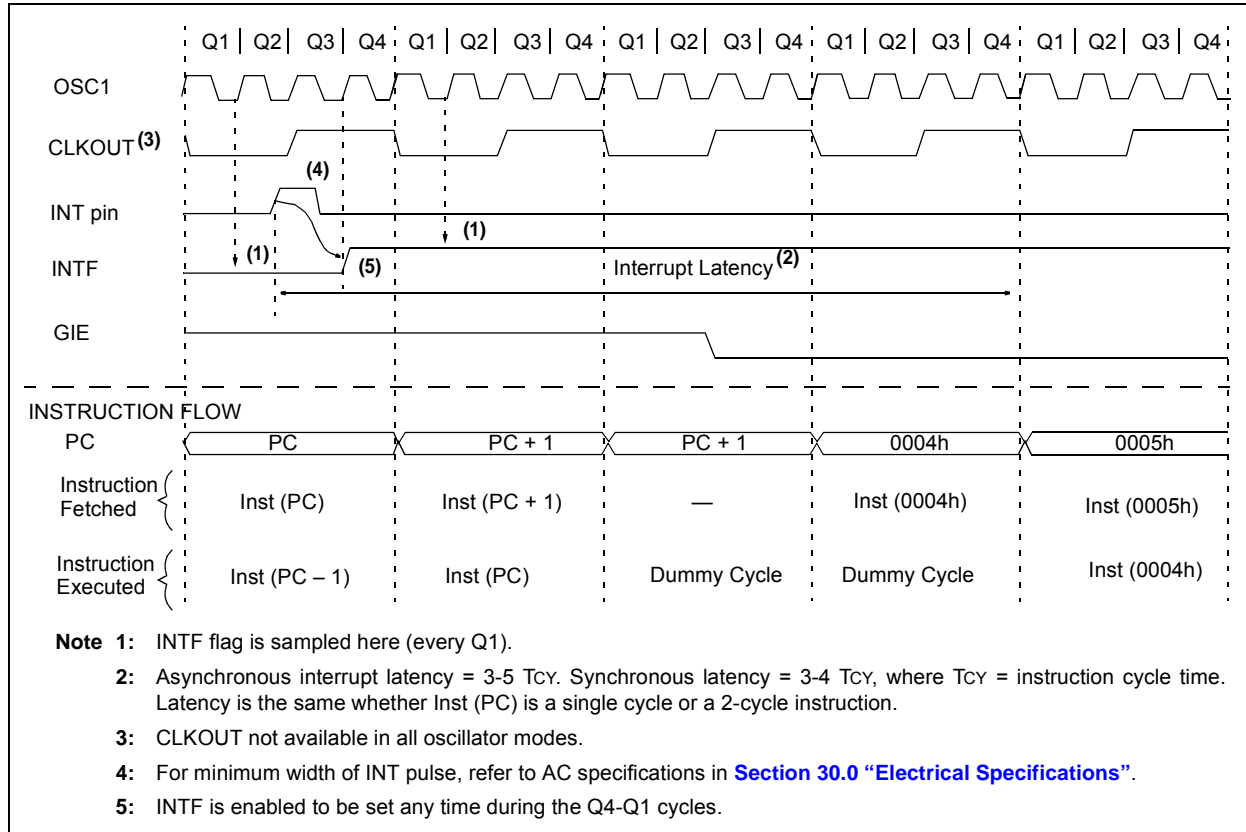 Q1 | Q2 | Q3 | Q4 Q1 | Q2 | Q3 | Q4 Q1 | Q2 | Q3 | Q4 Q1 | Q2 | Q3 | Q4 Q1 | Q2 | Q3 | Q4
OSC1
CLKOUT (3)
(4)
INT pin
(1)
(1)
INTF
(5)
Interrupt Latency (2)
GIE
INSTRUCTION FLOW
PC PC PC + 1 PC + 1 0004h 0005h
Instruction Fetched Inst (PC) Inst (PC + 1) — Inst (0004h) Inst (0005h)
Instruction Executed Inst (PC – 1) Inst (PC) Dummy Cycle Dummy Cycle Inst (0004h)
Note 1: INTF flag is sampled here (every Q1).
2: Asynchronous interrupt latency = 3-5 TCY. Synchronous latency = 3-4 TCY, where TCY = instruction cycle time.
Latency is the same whether Inst (PC) is a single cycle or a 2-cycle instruction.
3: CLKOUT not available in all oscillator modes.
4: For minimum width of INT pulse, refer to AC specifications in Section 30.0 “Electrical Specifications”.
5: INTF is enabled to be set any time during the Q4-Q1 cycles.